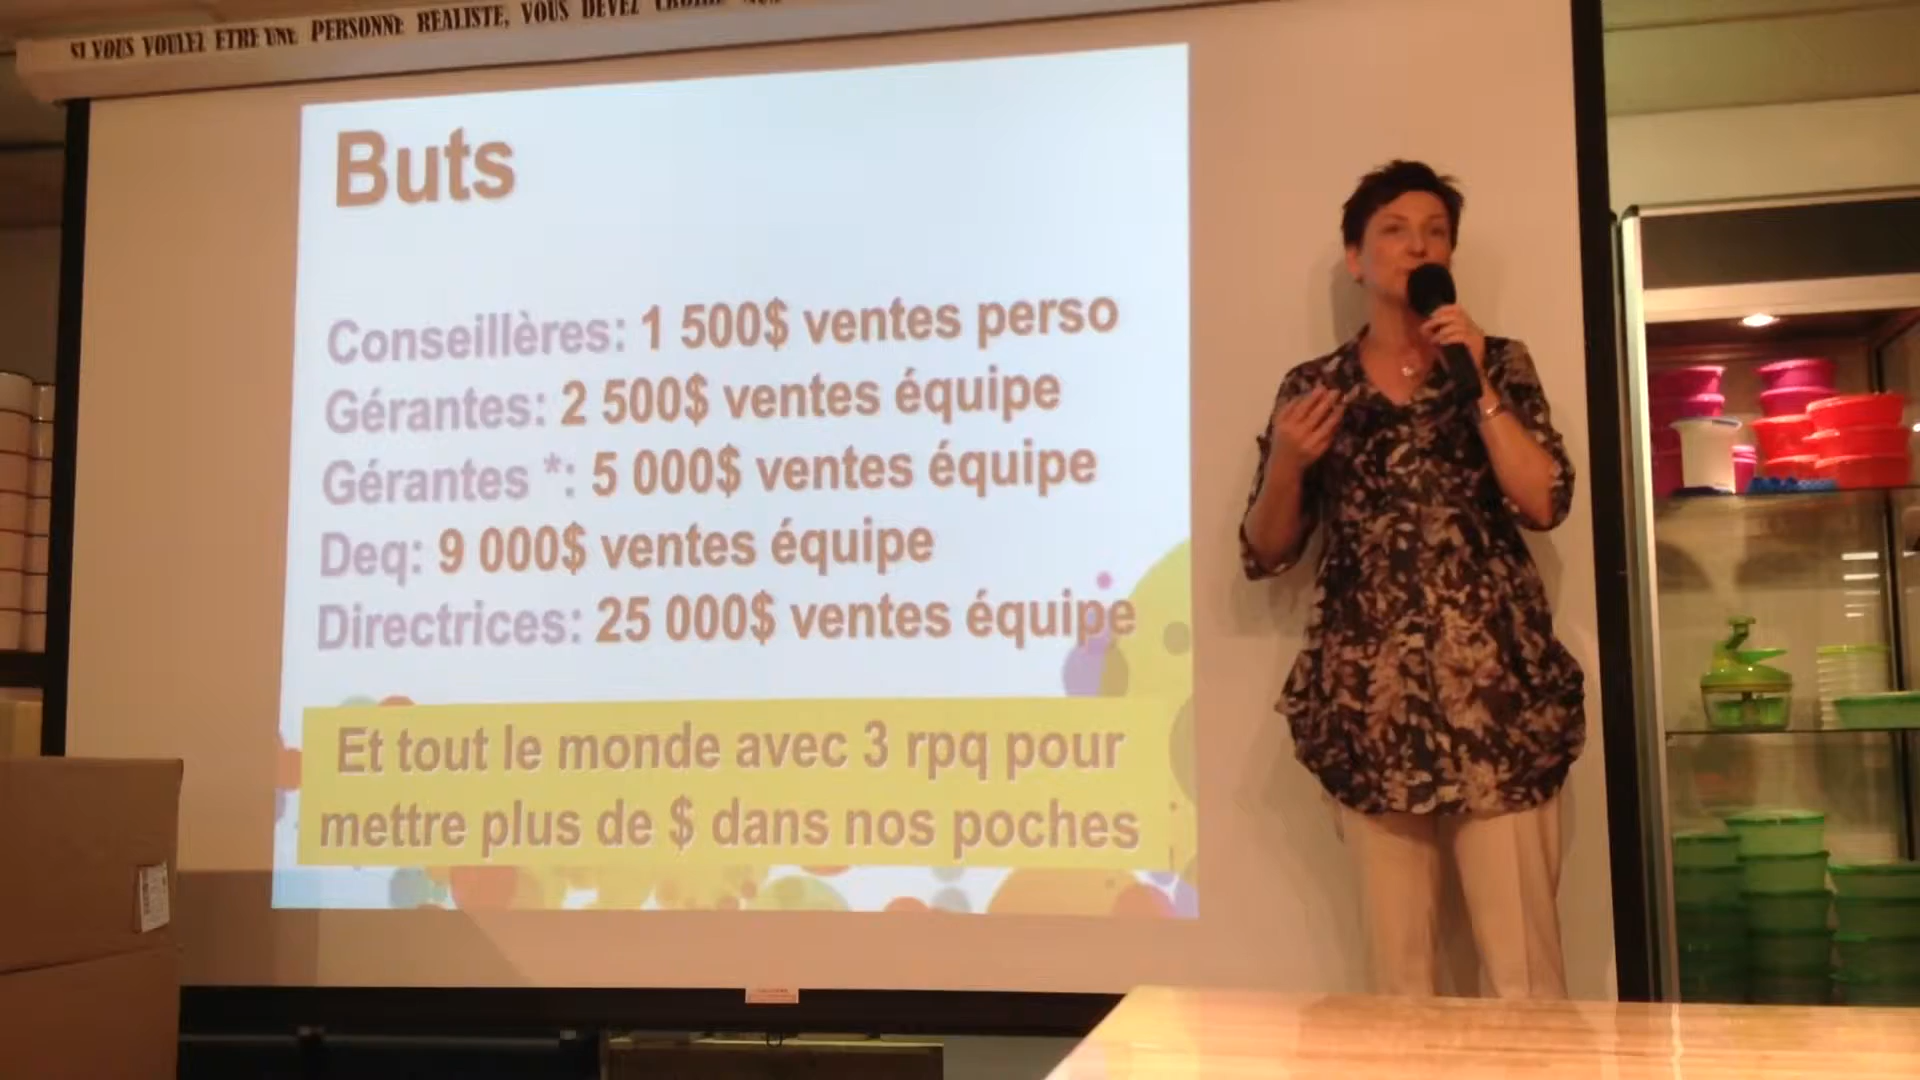 SI VOUS VOULEZ ETRE UNE PERSONNE RÉALISTE, VOUS DEVEZ
Buts
Conseillères: 1 500$ ventes perso
Gérantes: 2 500$ ventes équipe
Gérantes *: 5 000$ ventes équipe
Deq: 9 000$ ventes équipe
Directrices: 25 000$ ventes équipe
Et tout le monde avec 3 rpq pour
mettre plus de $ dans nos poches